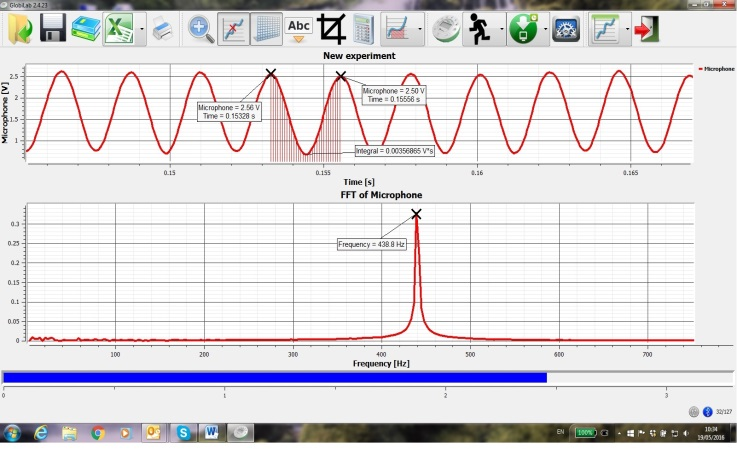 GlobiLab 2.4.23
Abc
New experiment
Microphone
Microphone [V]
2.5
2
1.5
1
Microphone = 2.56 V
Time = 0.15328 s
Microphone = 2.50 V
Time = 0.15556 s
Integral = 0.00356865 V*s
0.15
0.155
0.16
0.165
Time [s]
FFT of Microphone
0.3
0.25
0.2
0.15
0.1
0.05
0
Frequency = 438.8 Hz
100
200
300
400
500
600
700
Frequency [Hz]
0
1
2
3
32/127
EN
100%
10:34
19/05/2016